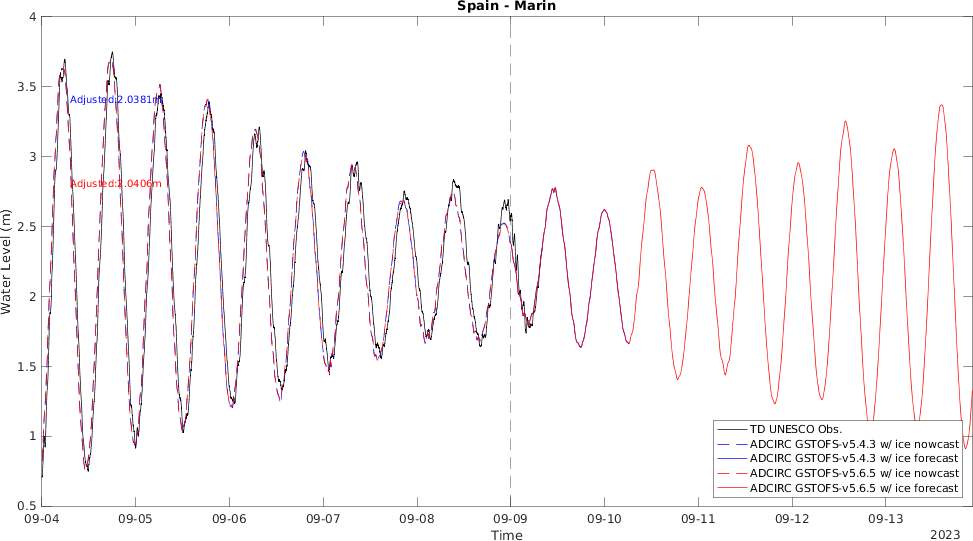 Spain - Marin
4
3.5
Adjusted:2.0381m
3
Adjusted:2.0406m
2.5
Water Level (m)
2
1.5
1
0.5
TD UNESCO Obs.
ADCIRC GSTOFS-v5.4.3 w/ ice nowcast
ADCIRC GSTOFS-v5.4.3 w/ ice forecast
ADCIRC GSTOFS-v5.6.5 w/ ice nowcast
ADCIRC GSTOFS-v5.6.5 w/ ice forecast
09-04 09-05 09-06 09-07 09-08 09-09 09-10 09-11 09-12 09-13
Time
2023